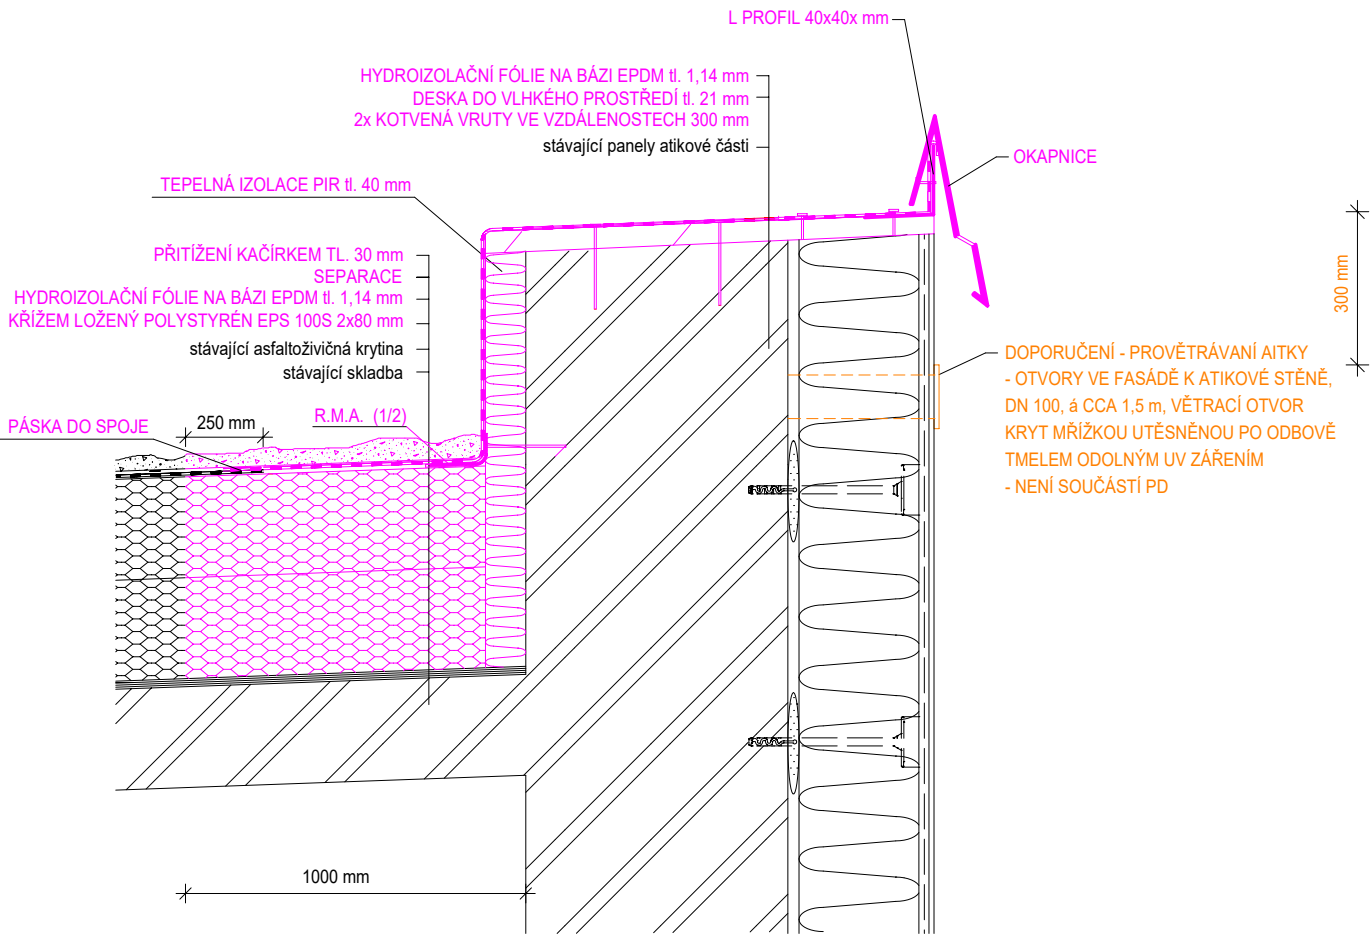 L PROFIL 40x40x mm
HYDROIZOLAČNÍ FÓLIE NA BÁZI EPDM tl. 1,14 mm
DESKA DO VLHKÉHO PROSTŘEDÍ tl. 21 mm
2x KOTVENÁ VRUTY VE VZDÁLENOSTECH 300 mm
stávající panely atikové části
OKAPNICE
TEPELNÁ IZOLACE PIR tl. 40 mm
PŘITÍŽENÍ KAČÍRKEM TL. 30 mm
SEPARACE
HYDROIZOLAČNÍ FÓLIE NA BÁZI EPDM tl. 1,14 mm
KŘÍŽEM LOŽENÝ POLYSTYRÉN EPS 100S 2x80 mm
stávající asfaltoživičná krytina
stávající skladba
300 mm
DOPORUČENÍ - PROVĚTRÁVANÍ AITKY
- OTVORY VE FASÁDĚ K ATIKOVÉ STĚNĚ,
DN 100, á CCA 1,5 m, VĚTRACÍ OTVOR
KRYT MŘÍŽKOU UTĚSNĚNOU PO ODBOVĚ
TMELEM ODOLNÝM UV ZÁŘENÍM
- NENÍ SOUČÁSTÍ PD
PÁSKA DO SPOJE
250 mm
R.M.A. (1/2)
1000 mm